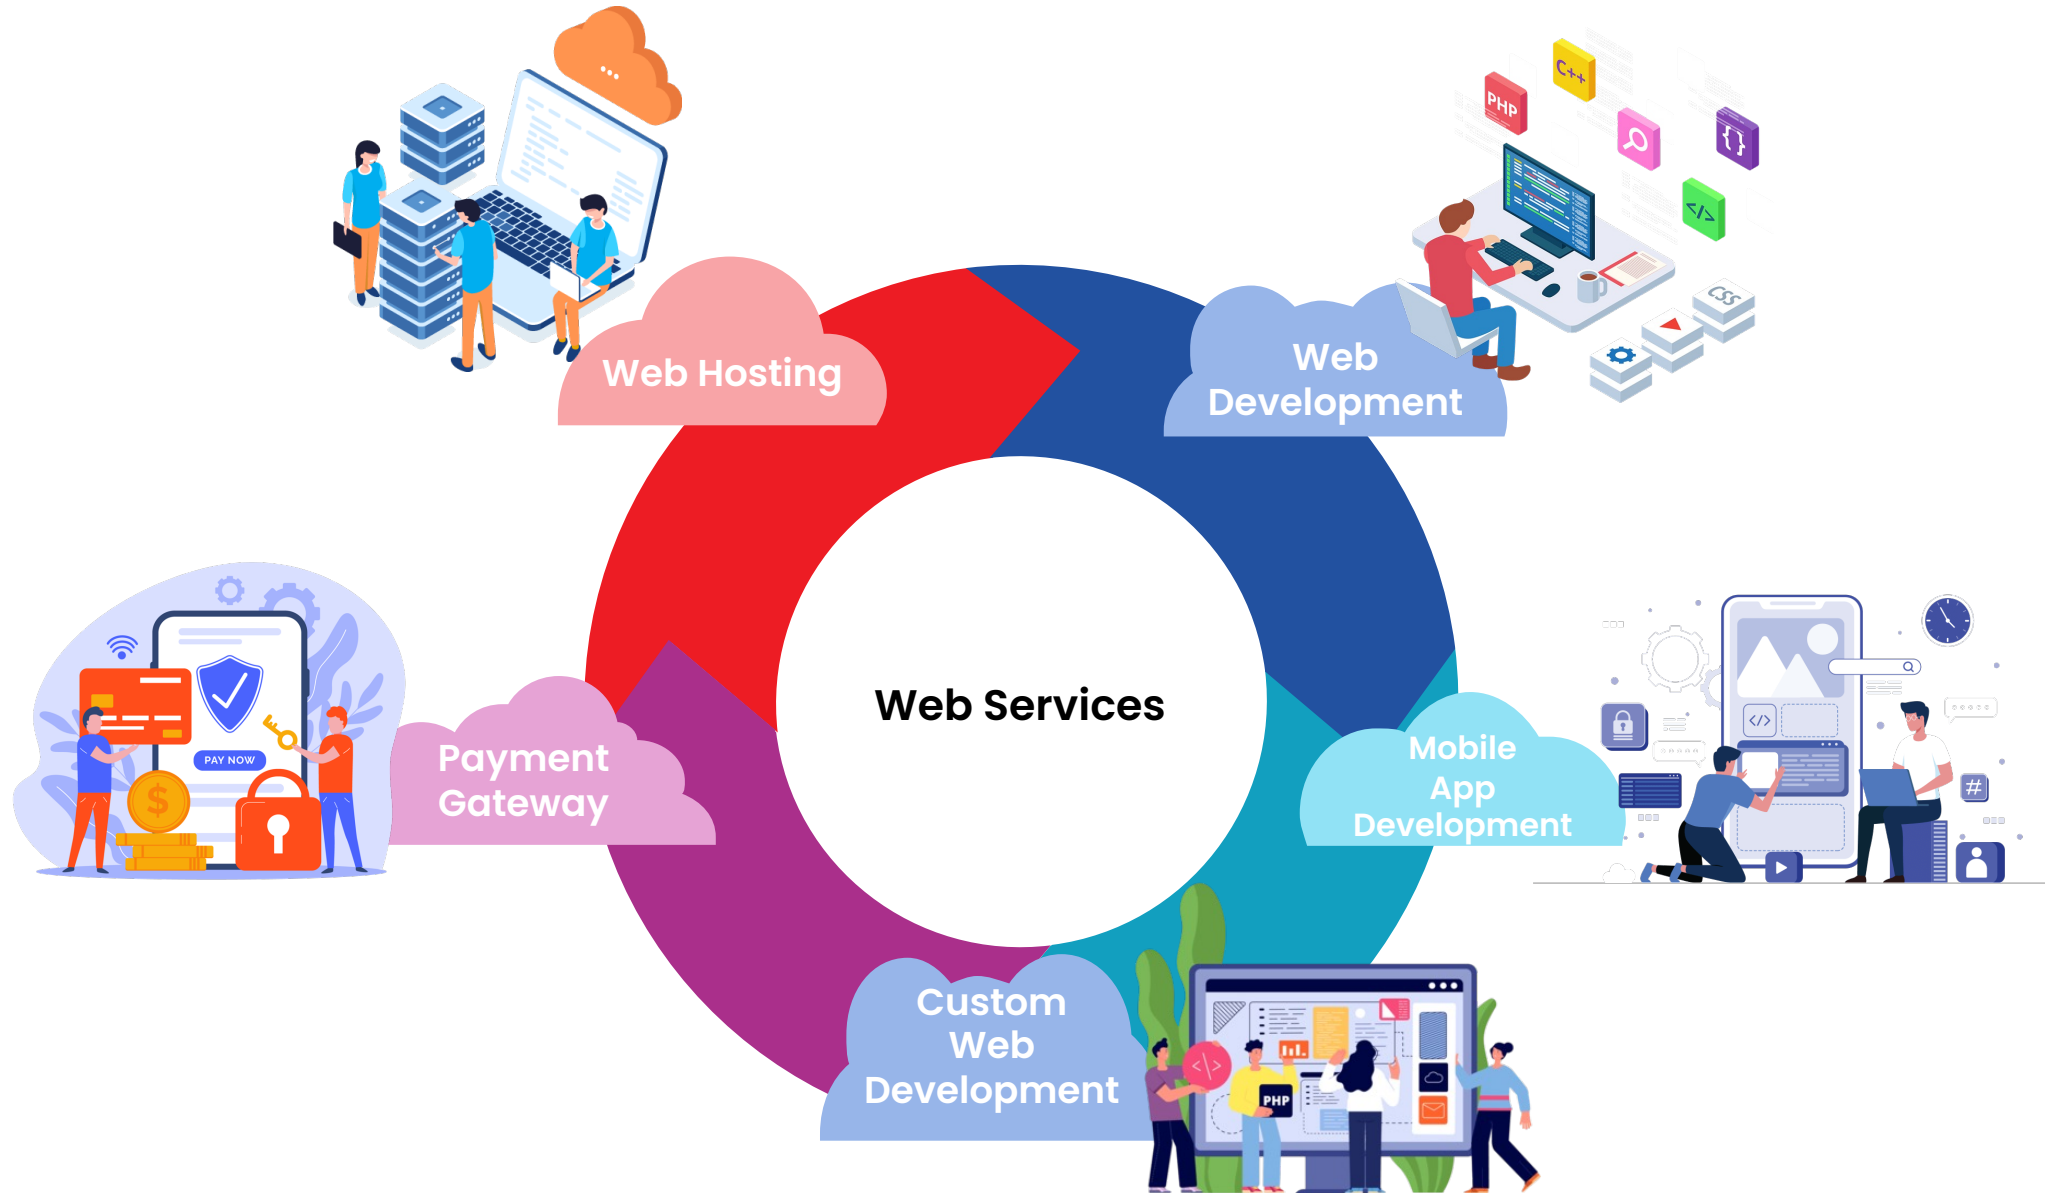 C++
PHP
{}
</>
CSS
Web Hosting
Web
Development
Web Services
PAY NOW
$
Payment
Gateway
Mobile
App
Development
</>
#
Custom
Web
Development
</>
PHP